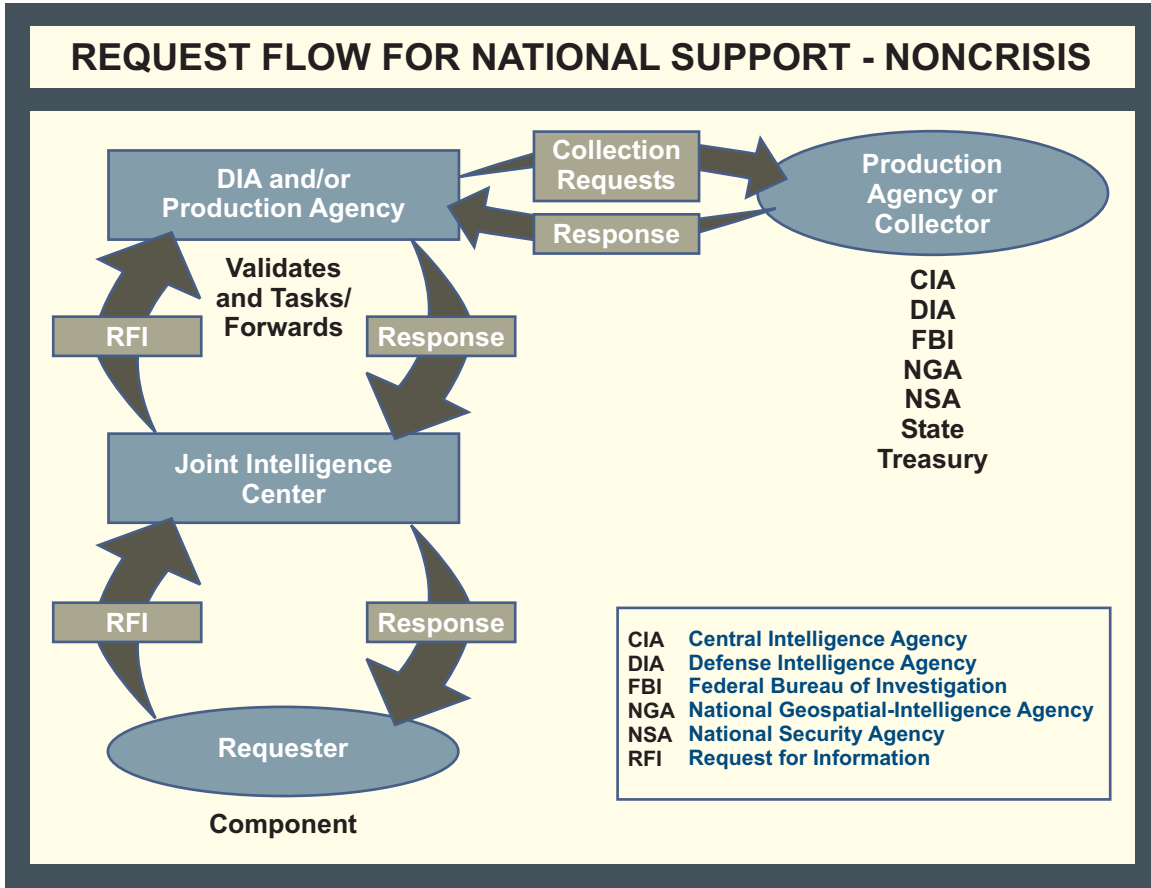 REQUEST FLOW FOR NATIONAL SUPPORT - NONCRISIS
DIA and/or
Production Agency
Collection
Requests
Response
Production
Agency or
Collector
Validates
and Tasks/
Forwards
RFI
Response
CIA
DIA
FBI
NGA
NSA
State
Treasury
Joint Intelligence
Center
RFI
Response
Requester
Component
CIA Central Intelligence Agency
DIA Defense Intelligence Agency
FBI Federal Bureau of Investigation
NGA National Geospatial-Intelligence Agency
NSA National Security Agency
RFI Request for Information